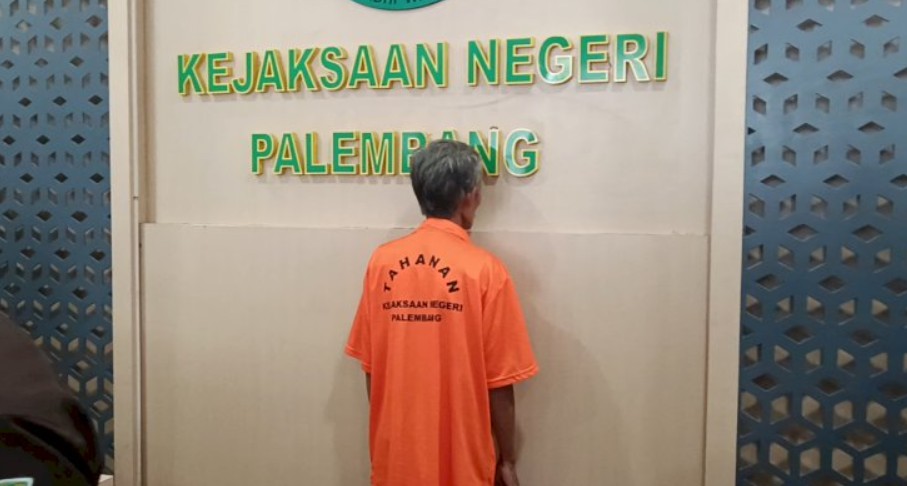 KEJAKSAAN NEGERI
PALEMBANG
TAHANAN
KEJAKSAAN NEGERI
PALEMBANG